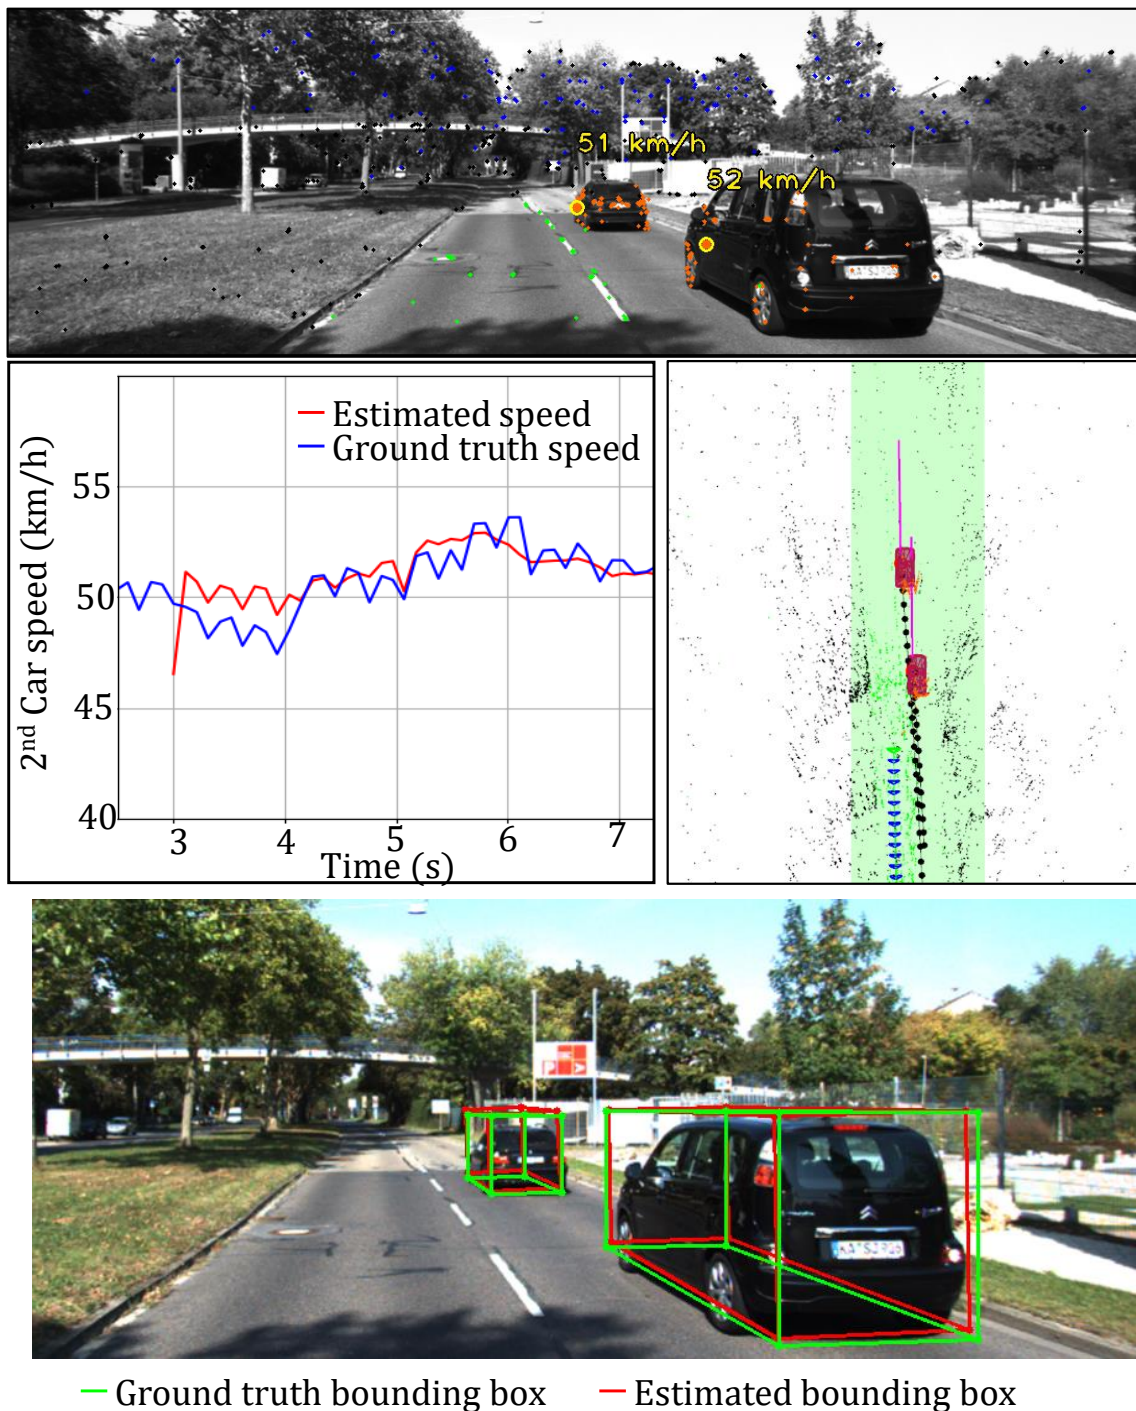 51 km/h
52 km/h
Estimated speed
Ground truth speed
2nd Car speed (km/h)
55
50
45
40
3 4 5 6 7
Time (s)
Ground truth bounding box
Estimated bounding box